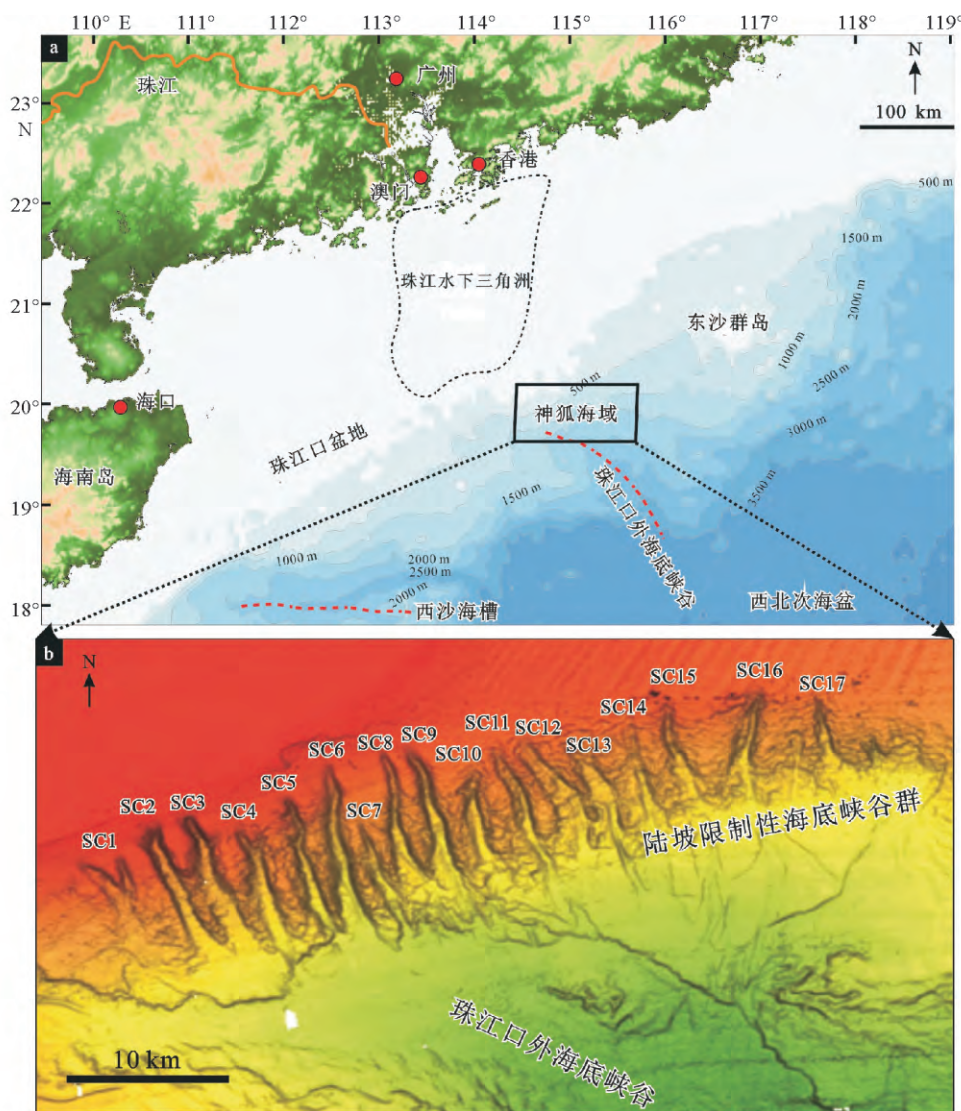 110° E
111°
112°
113°
114°
115°
116°
117°
118°
119°
a
N
100 km
23°
N
22°
21°
20°
19°
18°
珠江
广州
香港
澳门
500 m
1500 m
2000 m
珠江水下三角洲
东沙群岛
1000 m
2500 m
500 m
3000 m
海口
神狐海域
珠江口盆地
海南岛
3500 m
1500 m
珠江口外海底峡谷
1000 m
2000 m
2500 m
2000 m
西沙海槽
西北次海盆
b
N
SC15
SC16
SC17
SC14
SC11
SC12
SC9
SC8
SC6
SC10
SC13
SC5
SC7
SC3
SC2
SC4
SC1
陆坡限制性海底峡谷群
珠江口外海底峡谷
10 km